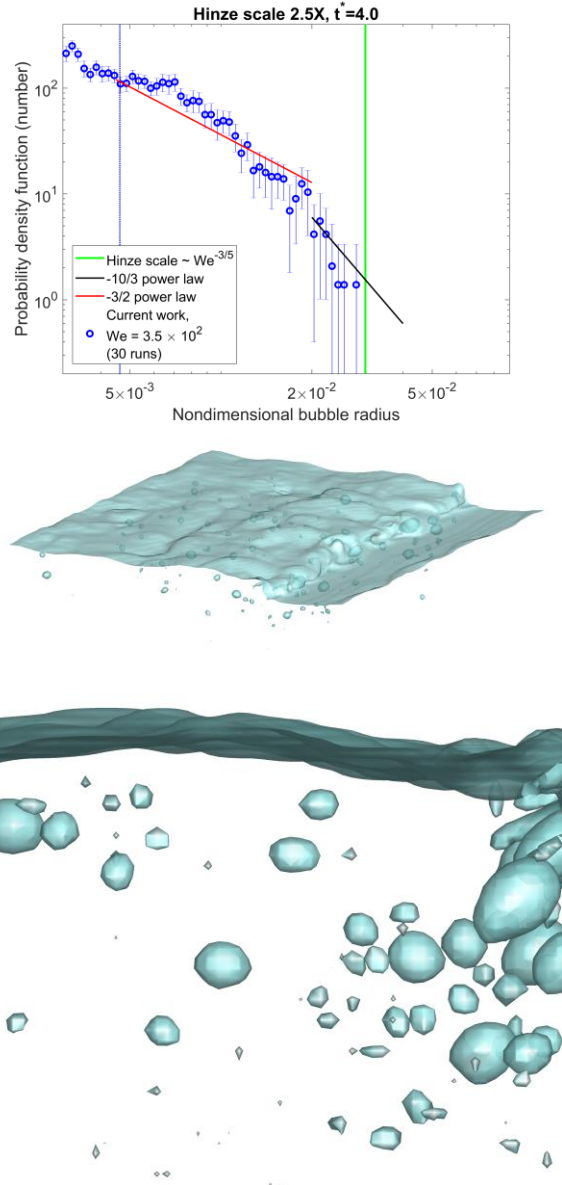 Hinze scale 2.5X, t*=4.0
Probability density function (number)
10²
10¹
10⁰
Hinze scale ~ We⁻³/⁵
-10/3 power law
-3/2 power law
Current work,
We = 3.5 × 10²
(30 runs)
5×10⁻³
2×10⁻²
5×10⁻²
Nondimensional bubble radius